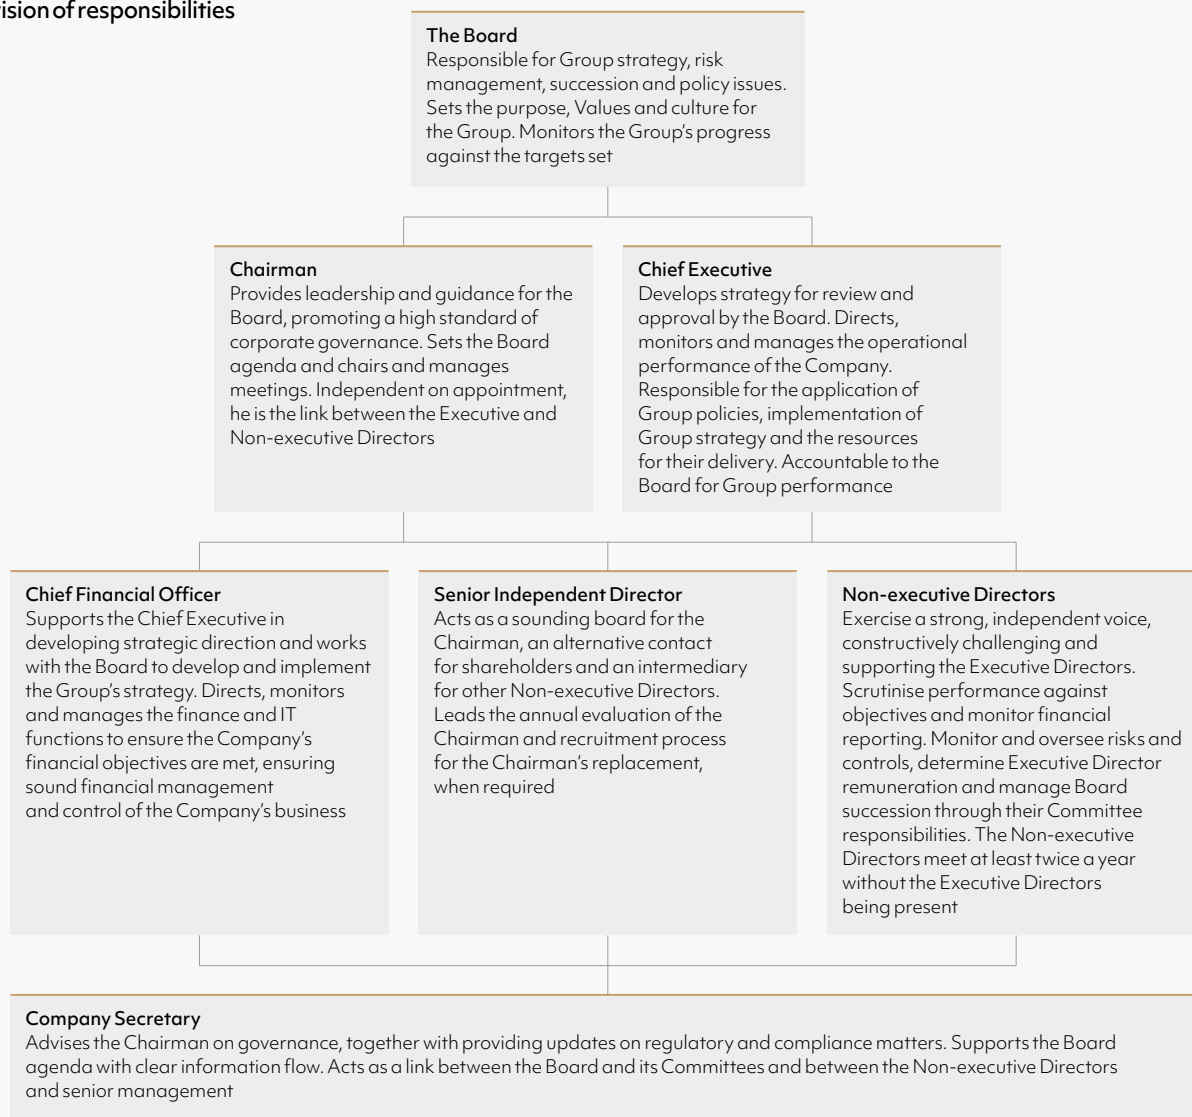 ision of responsibilities
The Board
Responsible for Group strategy, risk
management, succession and policy issues.
Sets the purpose, Values and culture for
the Group. Monitors the Group’s progress
against the targets set
Chairman
Provides leadership and guidance for the
Board, promoting a high standard of
corporate governance. Sets the Board
agenda and chairs and manages
meetings. Independent on appointment,
he is the link between the Executive and
Non-executive Directors
Chief Executive
Develops strategy for review and
approval by the Board. Directs,
monitors and manages the operational
performance of the Company.
Responsible for the application of
Group policies, implementation of
Group strategy and the resources
for their delivery. Accountable to the
Board for Group performance
Chief Financial Officer
Supports the Chief Executive in
developing strategic direction and works
with the Board to develop and implement
the Group’s strategy. Directs, monitors
and manages the finance and IT
functions to ensure the Company’s
financial objectives are met, ensuring
sound financial management
and control of the Company’s business
Senior Independent Director
Acts as a sounding board for the
Chairman, an alternative contact
for shareholders and an intermediary
for other Non-executive Directors.
Leads the annual evaluation of the
Chairman and recruitment process
for the Chairman’s replacement,
when required
Non-executive Directors
Exercise a strong, independent voice,
constructively challenging and
supporting the Executive Directors.
Scrutinise performance against
objectives and monitor financial
reporting. Monitor and oversee risks and
controls, determine Executive Director
remuneration and manage Board
succession through their Committee
responsibilities. The Non-executive
Directors meet at least twice a year
without the Executive Directors
being present
Company Secretary
Advises the Chairman on governance, together with providing updates on regulatory and compliance matters. Supports the Board
agenda with clear information flow. Acts as a link between the Board and its Committees and between the Non-executive Directors
and senior management